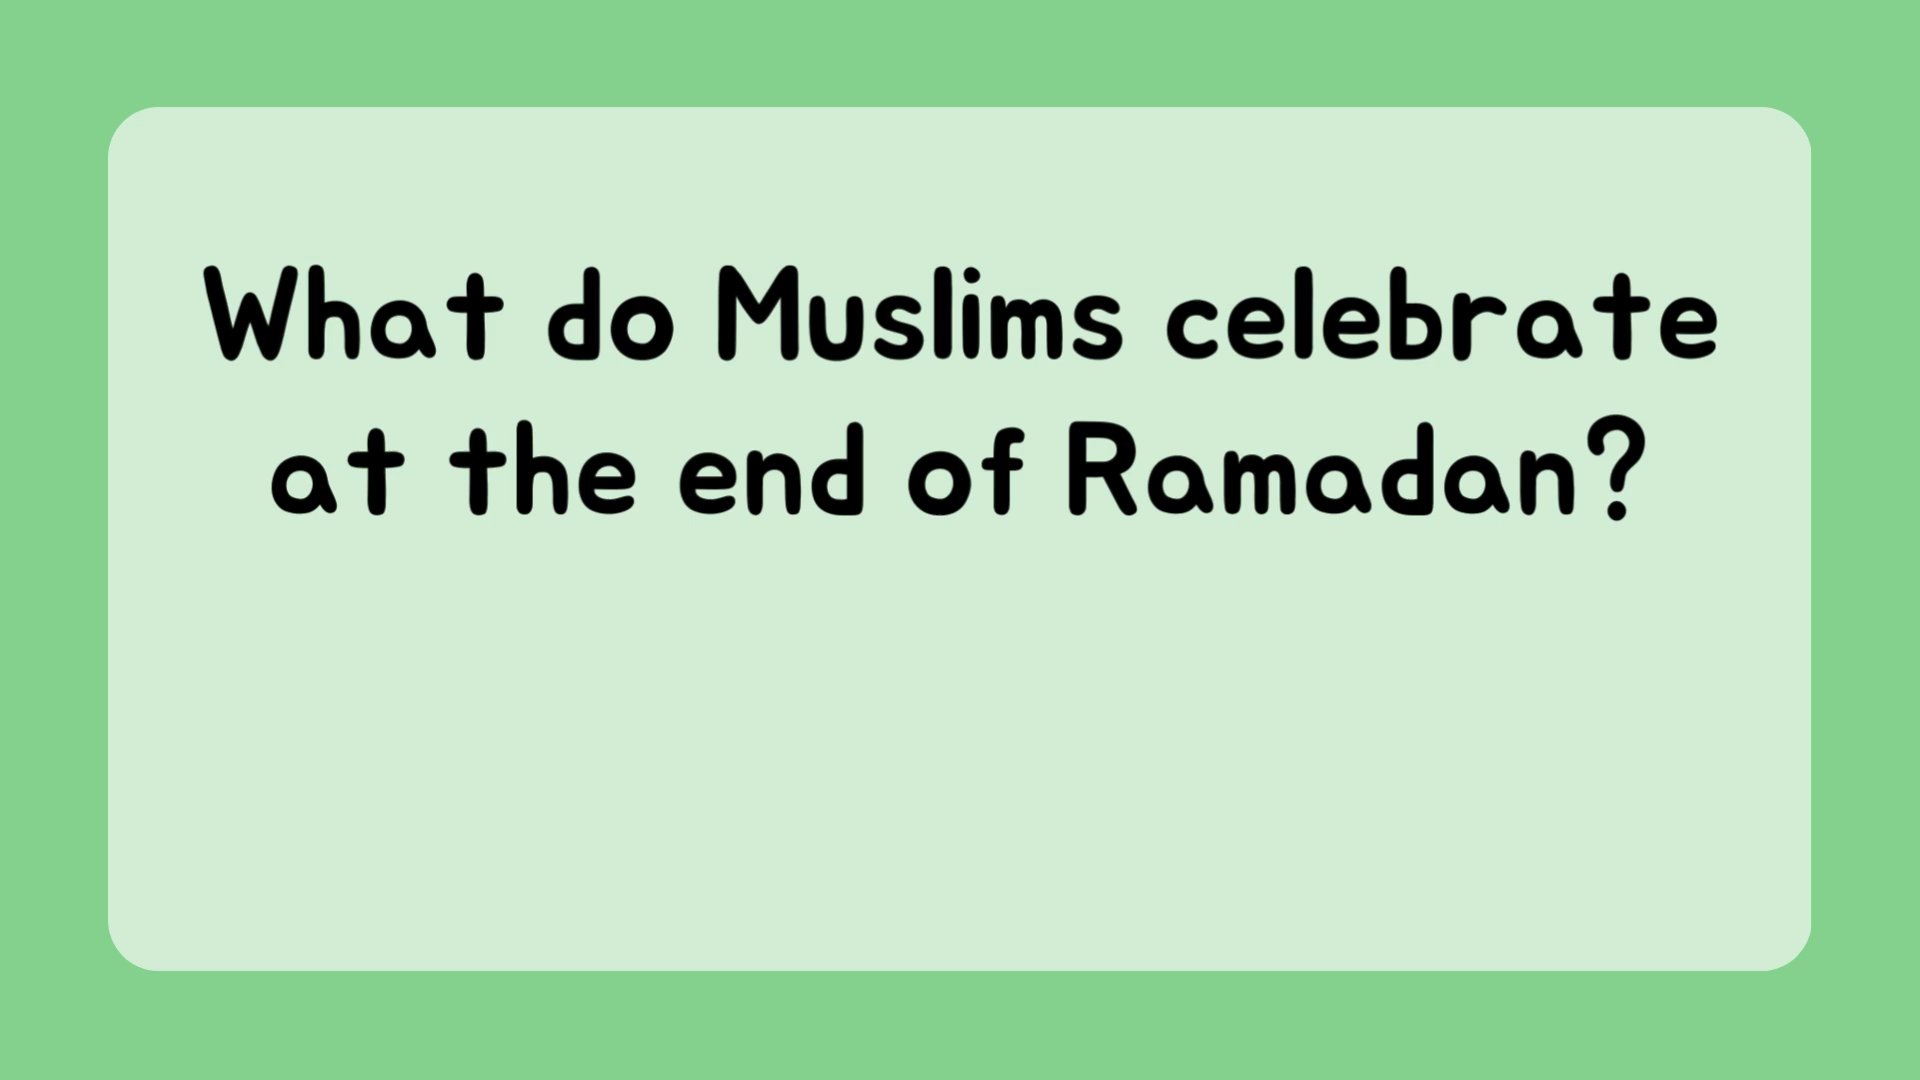 What do Muslims celebrate
at the end of Ramadan?